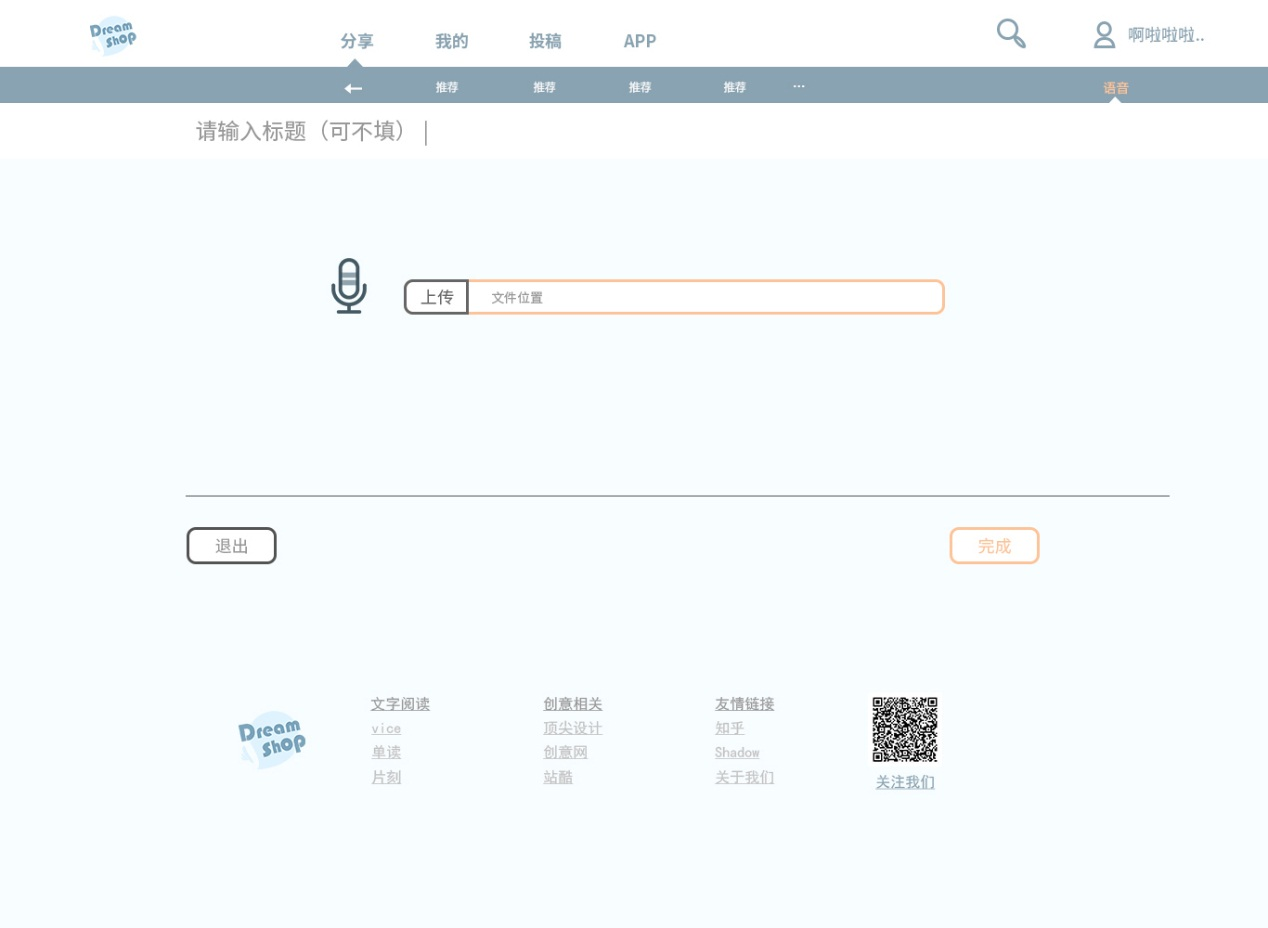 Dream
Shop
分享 我的 投稿 APP
啊啦啦啦..
推荐 推荐 推荐 推荐 ...
语音
请输入标题（可不填）
上传 文件位置
退出 完成
Dream
Shop
文字阅读 创意相关 友情链接
vice 顶尖设计 知乎
单读 创意网 Shadow
片刻 站酷 关于我们
关注我们